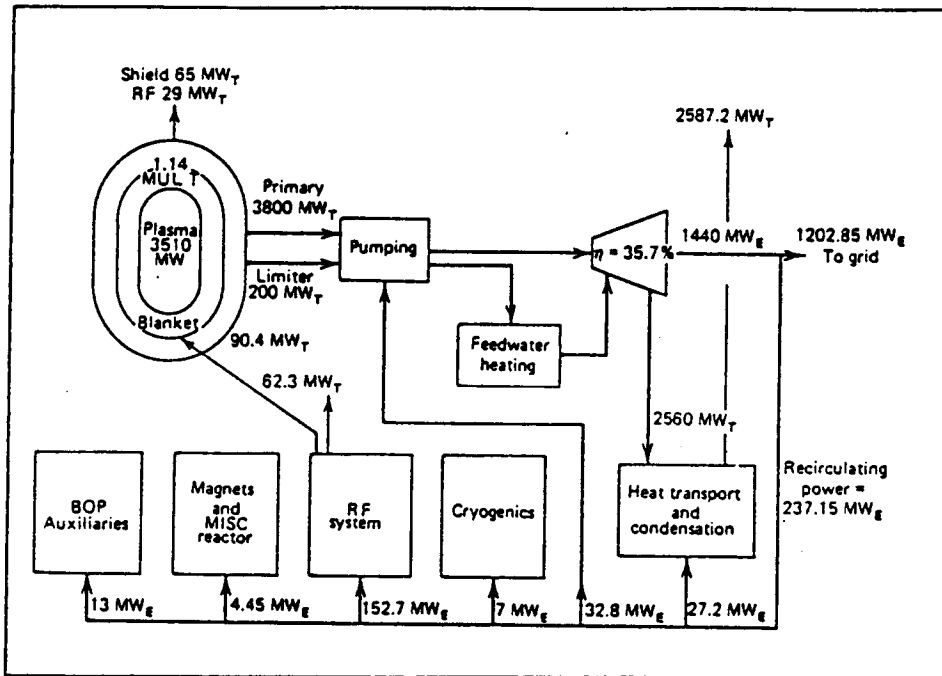 Shield 65 MW_T
RF 29 MW_T
2587.2 MW_T
1.14
MUL T
Plasma
3510
MW
Blanket
Primary
3800 MW_T
Limiter
200 MW_T
Pumping
η = 35.7%
1440 MW_E
1202.85 MW_E
To grid
Feedwater
heating
90.4 MW_T
62.3 MW_T
2560 MW_T
Recirculating
power =
237.15 MW_E
BOP
Auxiliaries
Magnets
and
MISC
reactor
RF
system
Cryogenics
Heat transport
and
condensation
13 MW_E
4.45 MW_E
152.7 MW_E
7 MW_E
32.8 MW_E
27.2 MW_E